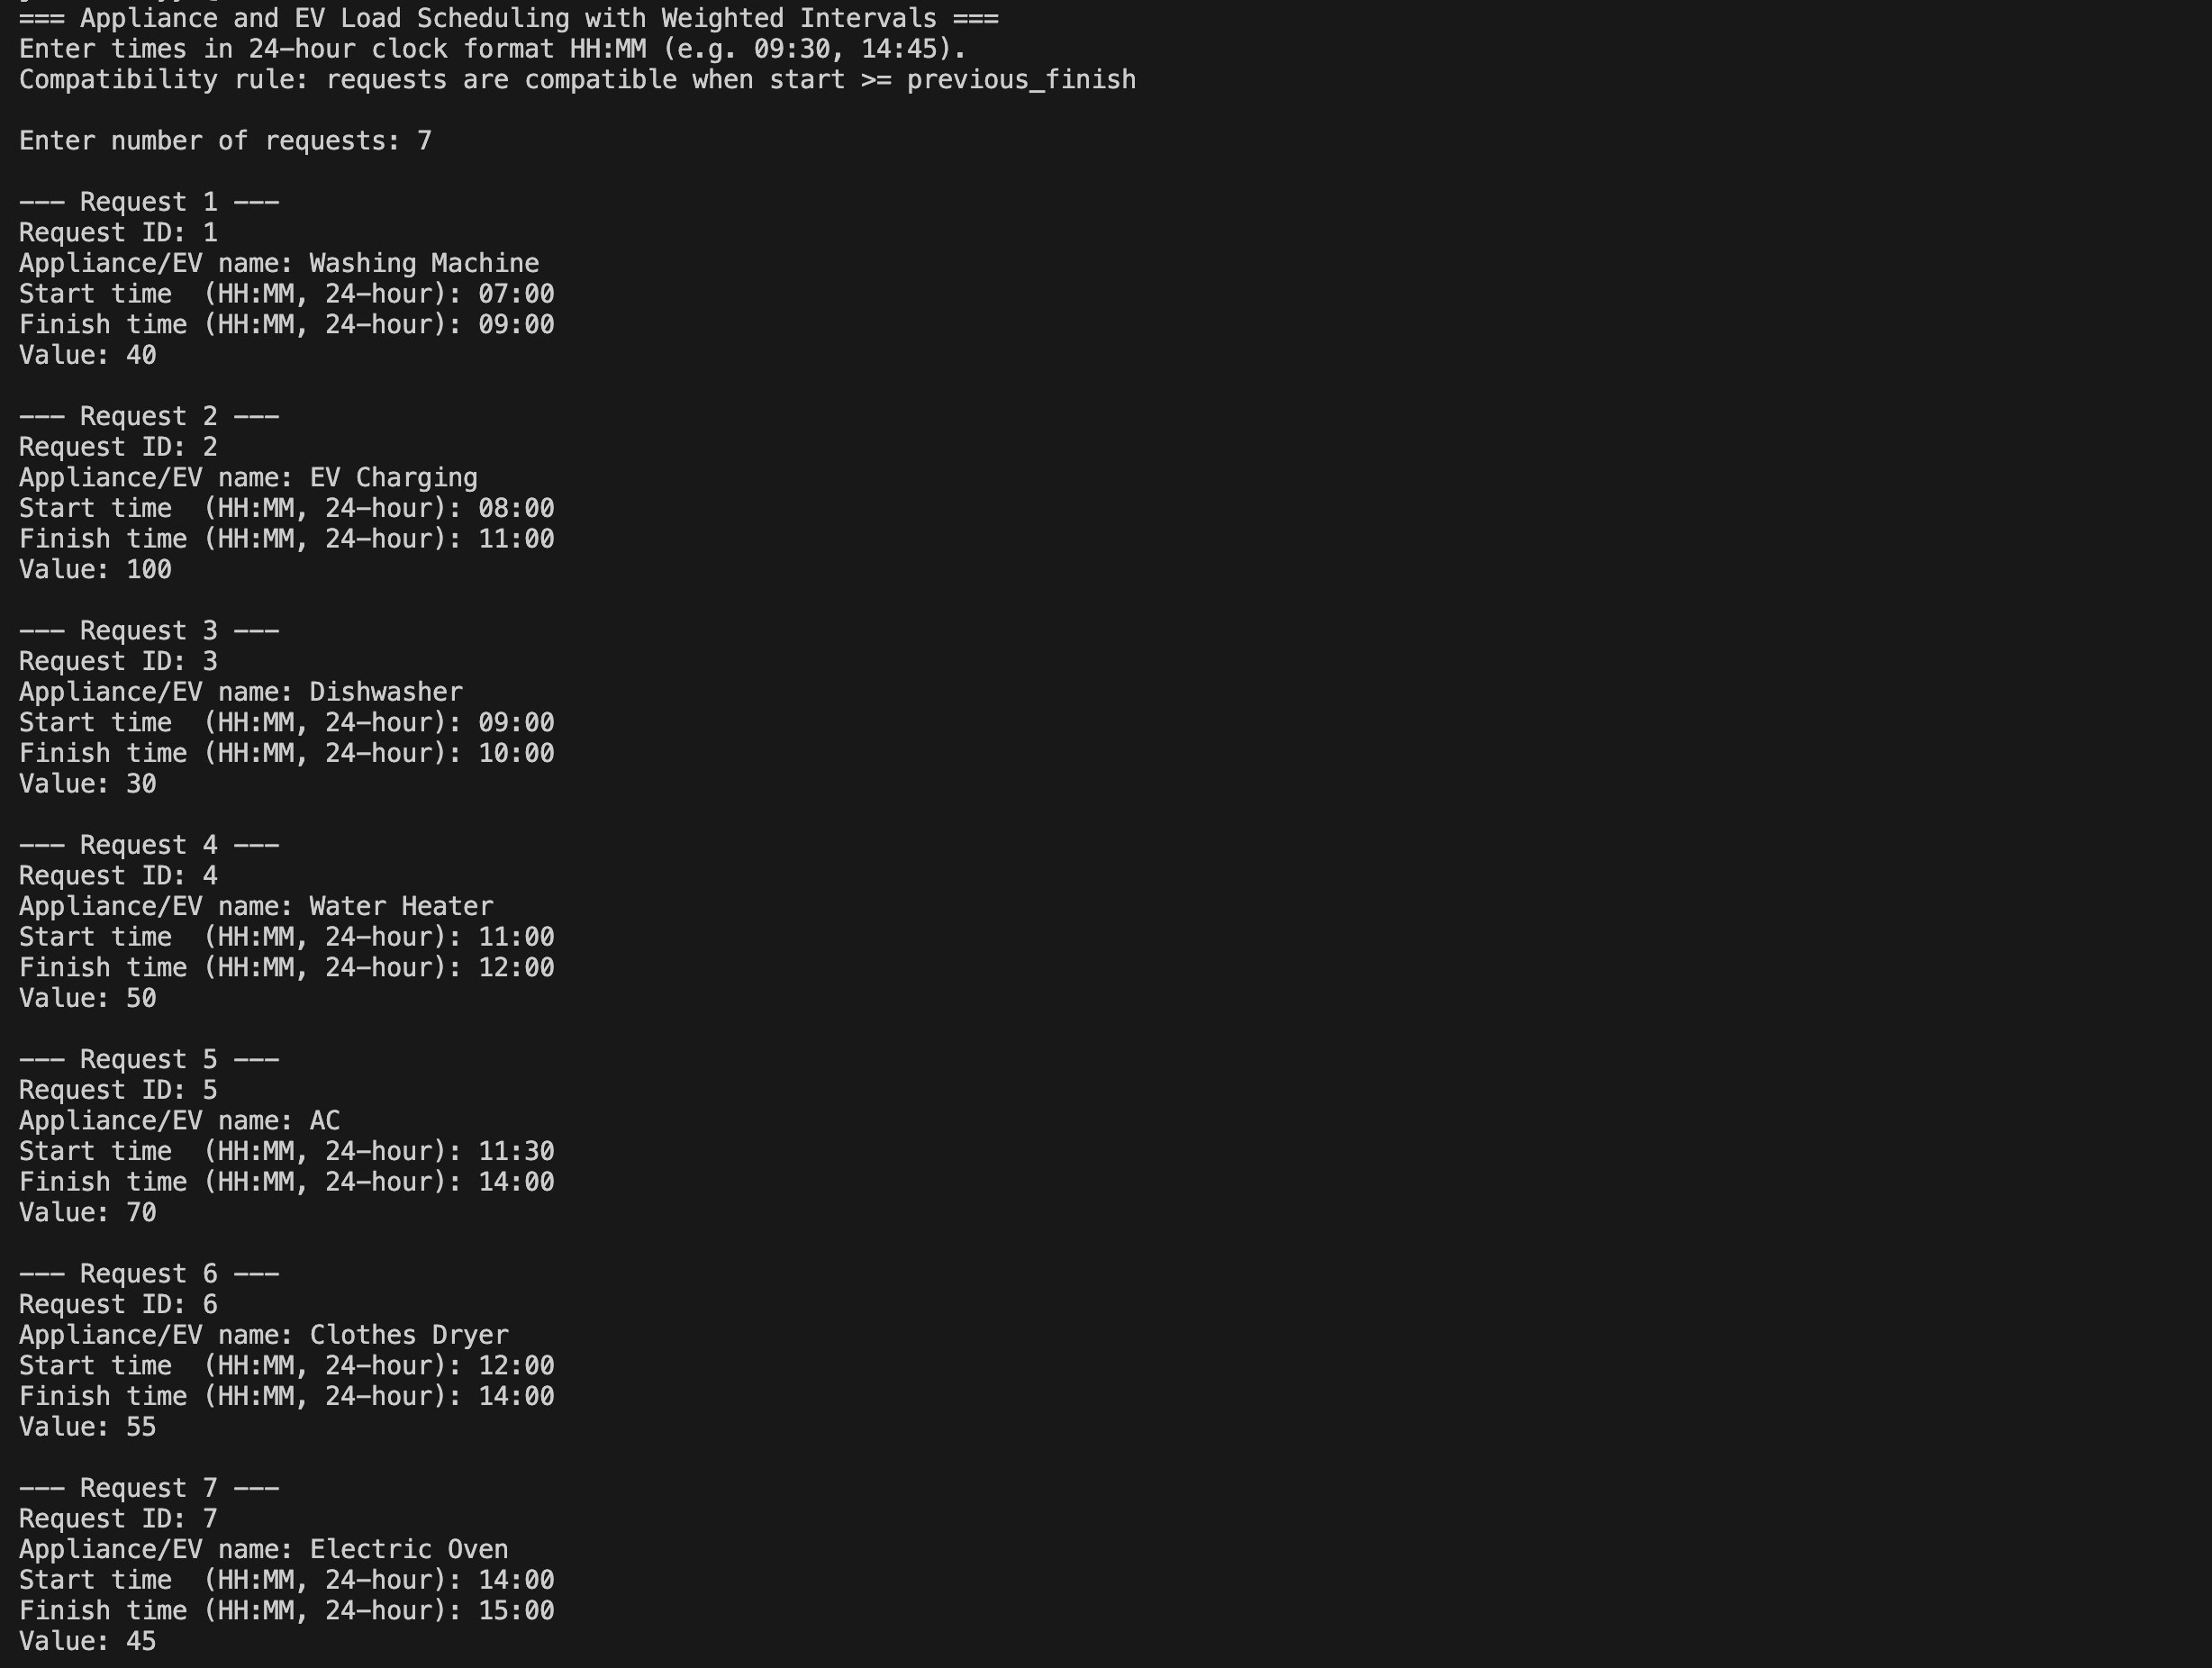 === Appliance and EV Load Scheduling with Weighted Intervals ===
Enter times in 24-hour clock format HH:MM (e.g. 09:30, 14:45).
Compatibility rule: requests are compatible when start >= previous_finish
Enter number of requests: 7
--- Request 1 ---
Request ID: 1
Appliance/EV name: Washing Machine
Start time  (HH:MM, 24-hour): 07:00
Finish time (HH:MM, 24-hour): 09:00
Value: 40
--- Request 2 ---
Request ID: 2
Appliance/EV name: EV Charging
Start time  (HH:MM, 24-hour): 08:00
Finish time (HH:MM, 24-hour): 11:00
Value: 100
--- Request 3 ---
Request ID: 3
Appliance/EV name: Dishwasher
Start time  (HH:MM, 24-hour): 09:00
Finish time (HH:MM, 24-hour): 10:00
Value: 30
--- Request 4 ---
Request ID: 4
Appliance/EV name: Water Heater
Start time  (HH:MM, 24-hour): 11:00
Finish time (HH:MM, 24-hour): 12:00
Value: 50
--- Request 5 ---
Request ID: 5
Appliance/EV name: AC
Start time  (HH:MM, 24-hour): 11:30
Finish time (HH:MM, 24-hour): 14:00
Value: 70
--- Request 6 ---
Request ID: 6
Appliance/EV name: Clothes Dryer
Start time  (HH:MM, 24-hour): 12:00
Finish time (HH:MM, 24-hour): 14:00
Value: 55
--- Request 7 ---
Request ID: 7
Appliance/EV name: Electric Oven
Start time  (HH:MM, 24-hour): 14:00
Finish time (HH:MM, 24-hour): 15:00
Value: 45